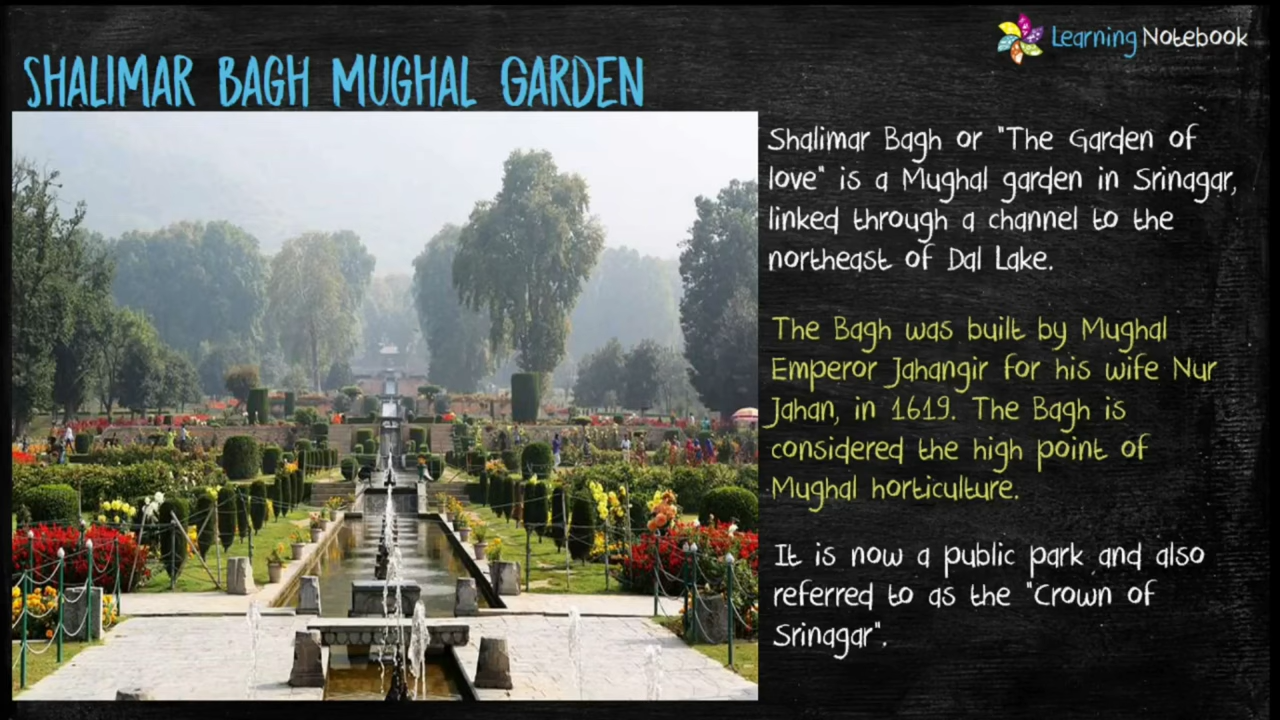 Learning Notebook
SHALIMAR BAGH MUGHAL GARDEN
Shalimar Bagh or "The Garden of
love" is a Mughal garden in Srinagar,
linked through a channel to the
northeast of Dal Lake.
The Bagh was built by Mughal
Emperor Jahangir for his wife Nur
Jahan, in 1619. The Bagh is
considered the high point of
Mughal horticulture.
It is now a public park and also
referred to as the "Crown of
Srinagar".